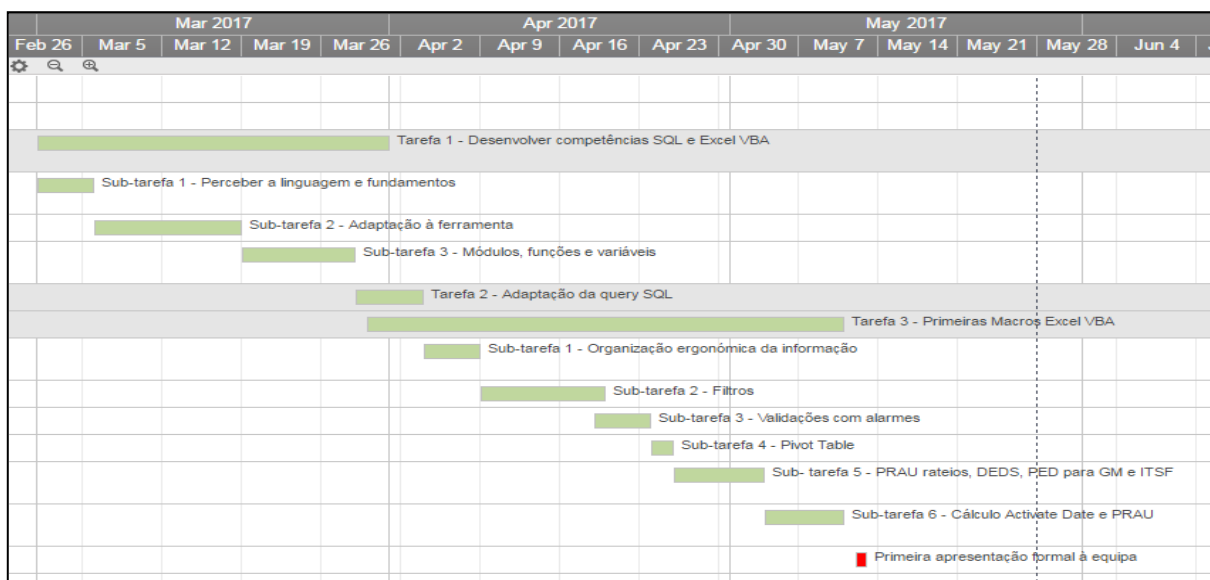 Mar 2017 Apr 2017 May 2017
Feb 26 Mar 5 Mar 12 Mar 19 Mar 26 Apr 2 Apr 9 Apr 16 Apr 23 Apr 30 May 7 May 14 May 21 May 28 Jun 4
Tarefa 1 - Desenvolver competências SQL e Excel VBA
Sub-tarefa 1 - Perceber a linguagem e fundamentos
Sub-tarefa 2 - Adaptação à ferramenta
Sub-tarefa 3 - Módulos, funções e variáveis
Tarefa 2 - Adaptação da query SQL
Tarefa 3 - Primeiras Macros Excel VBA
Sub-tarefa 1 - Organização ergonómica da informação
Sub-tarefa 2 - Filtros
Sub-tarefa 3 - Validações com alarmes
Sub-tarefa 4 - Pivot Table
Sub- tarefa 5 - PRAU rateios, DEDS, PED para GM e ITSF
Sub-tarefa 6 - Cálculo Activate Date e PRAU
Primeira apresentação formal à equipa